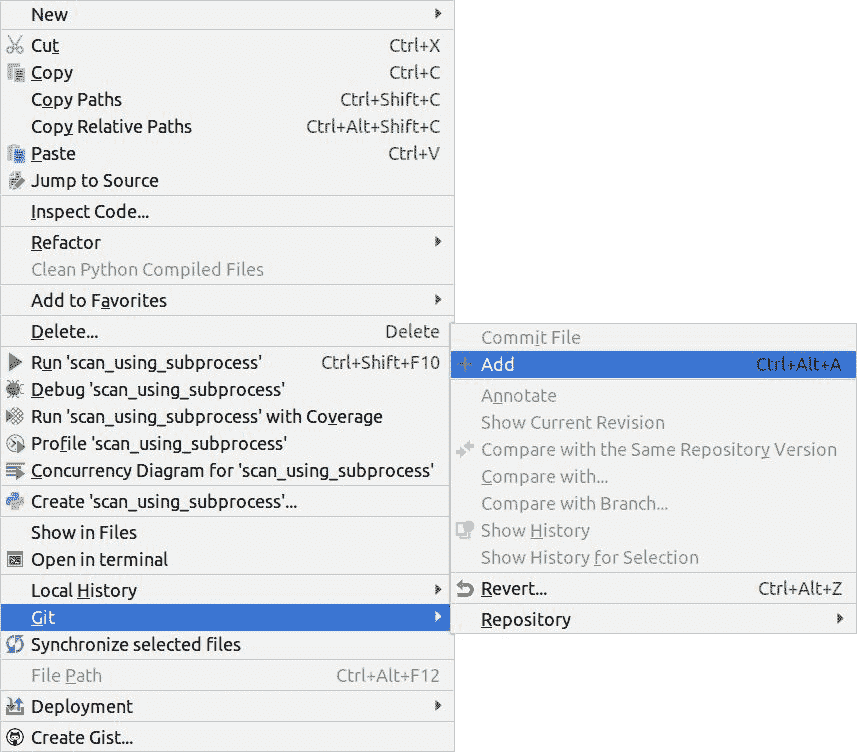 New
Cut Ctrl+X
Copy Ctrl+C
Copy Paths Ctrl+Shift+C
Copy Relative Paths Ctrl+Alt+Shift+C
Paste Ctrl+V
Jump to Source
Inspect Code...
Refactor
Clean Python Compiled Files
Add to Favorites
Delete... Delete
Run 'scan_using_subprocess' Ctrl+Shift+F10
Debug 'scan_using_subprocess'
Run 'scan_using_subprocess' with Coverage
Profile 'scan_using_subprocess'
Concurrency Diagram for 'scan_using_subprocess'
Create 'scan_using_subprocess'...
Show in Files
Open in terminal
Local History
Git
Synchronize selected files
File Path Ctrl+Alt+F12
Deployment
Create Gist...
Commit File
Add Ctrl+Alt+A
Annotate
Show Current Revision
Compare with the Same Repository Version
Compare with...
Compare with Branch...
Show History
Show History for Selection
Revert... Ctrl+Alt+Z
Repository